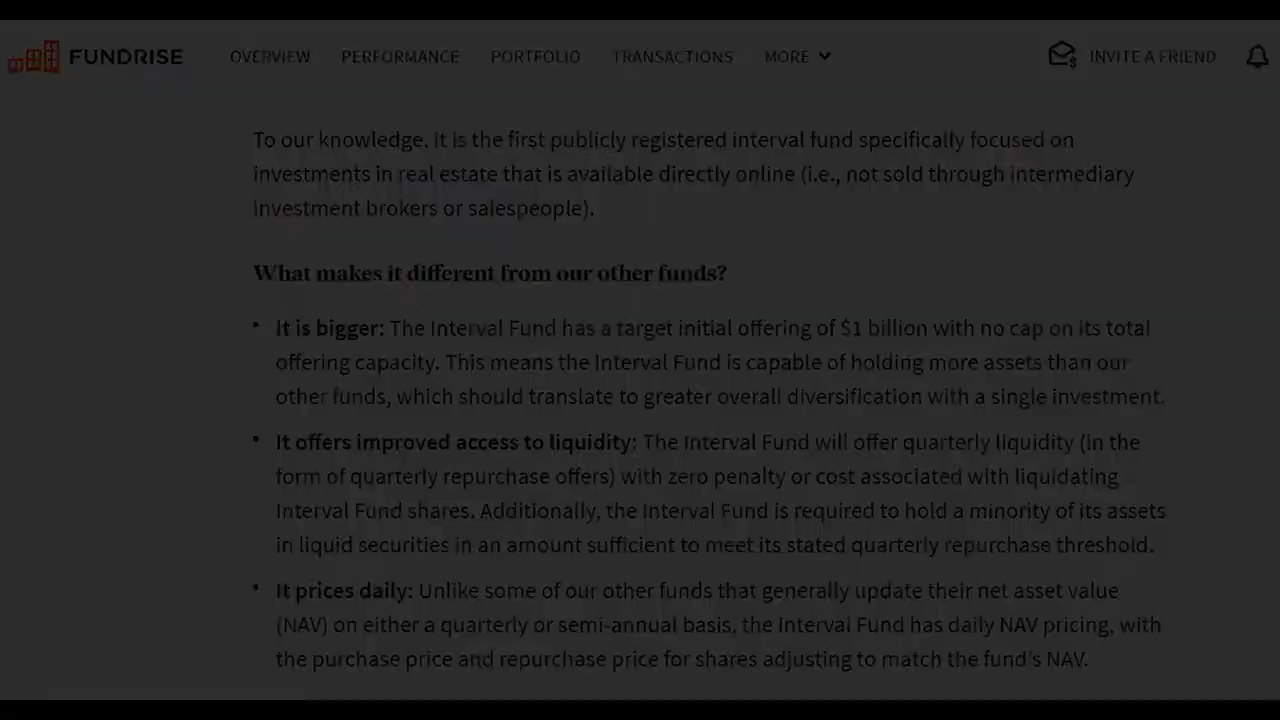 FUNDRISE OVERVIEW PERFORMANCE PORTFOLIO TRANSACTIONS MORE INVITE A FRIEND
To our knowledge, it is the first publicly registered interval fund specifically focused on
investments in real estate that is available directly online (i.e., not sold through intermediary
investment brokers or salespeople).
What makes it different from our other funds?
• It is bigger: The Interval Fund has a target initial offering of $1 billion with no cap on its total
offering capacity. This means the Interval Fund is capable of holding more assets than our
other funds, which should translate to greater overall diversification with a single investment.
• It offers improved access to liquidity: The Interval Fund will offer quarterly liquidity (in the
form of quarterly repurchase offers) with zero penalty or cost associated with liquidating
Interval Fund shares. Additionally, the Interval Fund is required to hold a minority of its assets
in liquid securities in an amount sufficient to meet its stated quarterly repurchase threshold.
• It prices daily: Unlike some of our other funds that generally update their net asset value
(NAV) on either a quarterly or semi-annual basis, the Interval Fund has daily NAV pricing, with
the purchase price and repurchase price for shares adjusting to match the fund's NAV.